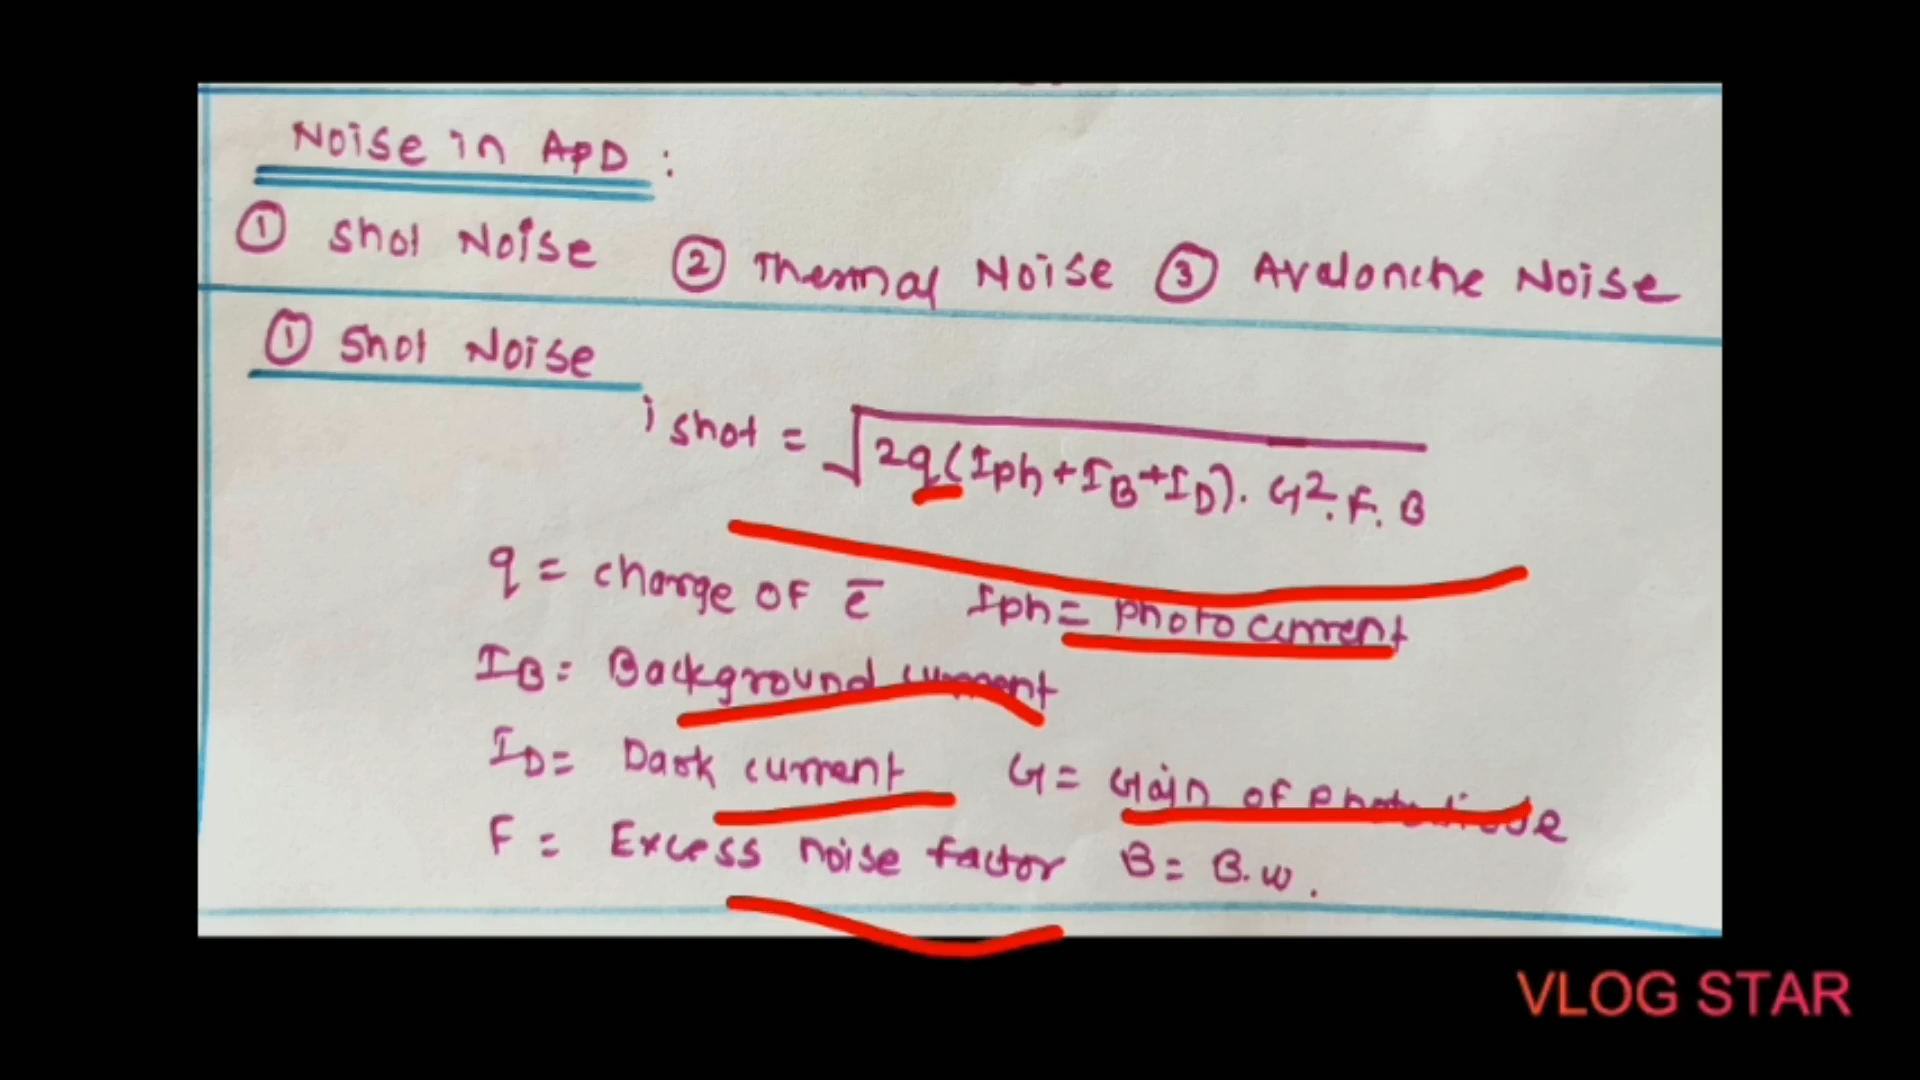 Noise in APD :
① Shot Noise ② Thermal Noise ③ Avalanche Noise
① Shot Noise
i shot = √2q(Iph+IB+ID). G².F.B
q = charge of e̅ Iph= Photo current
IB= Background current
ID= Dark current G= Gain of Photodiode
F = Excess noise factor B= B.W.
VLOG STAR